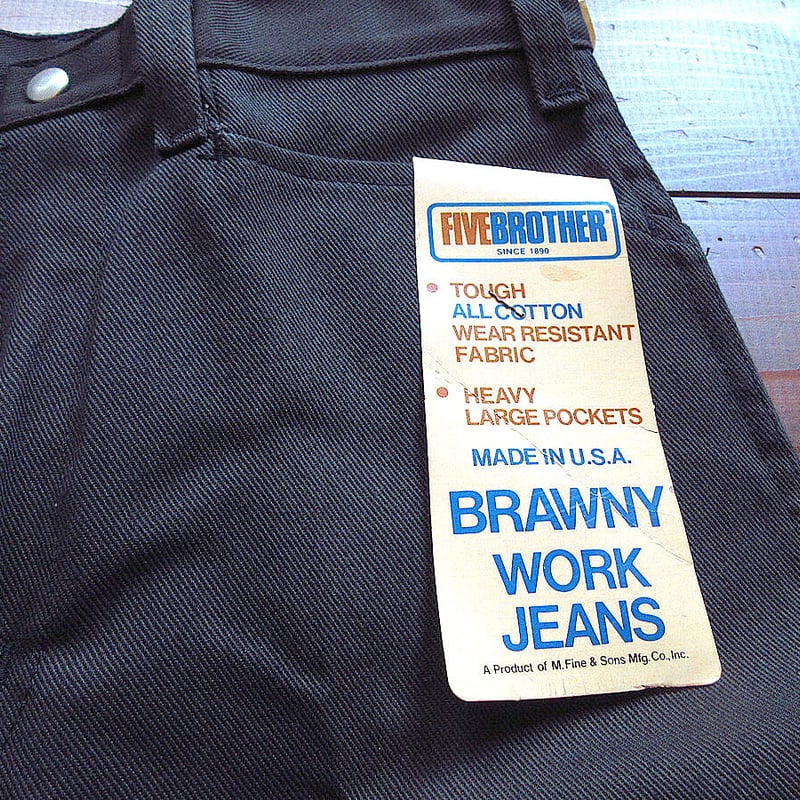 FIVEBROTHER®
SINCE 1890
TOUGH
ALL COTTON
WEAR RESISTANT
FABRIC
HEAVY
LARGE POCKETS
MADE IN U.S.A.
BRAWNY
WORK
JEANS
A Product of M.Fine & Sons Mfg.Co.,Inc.